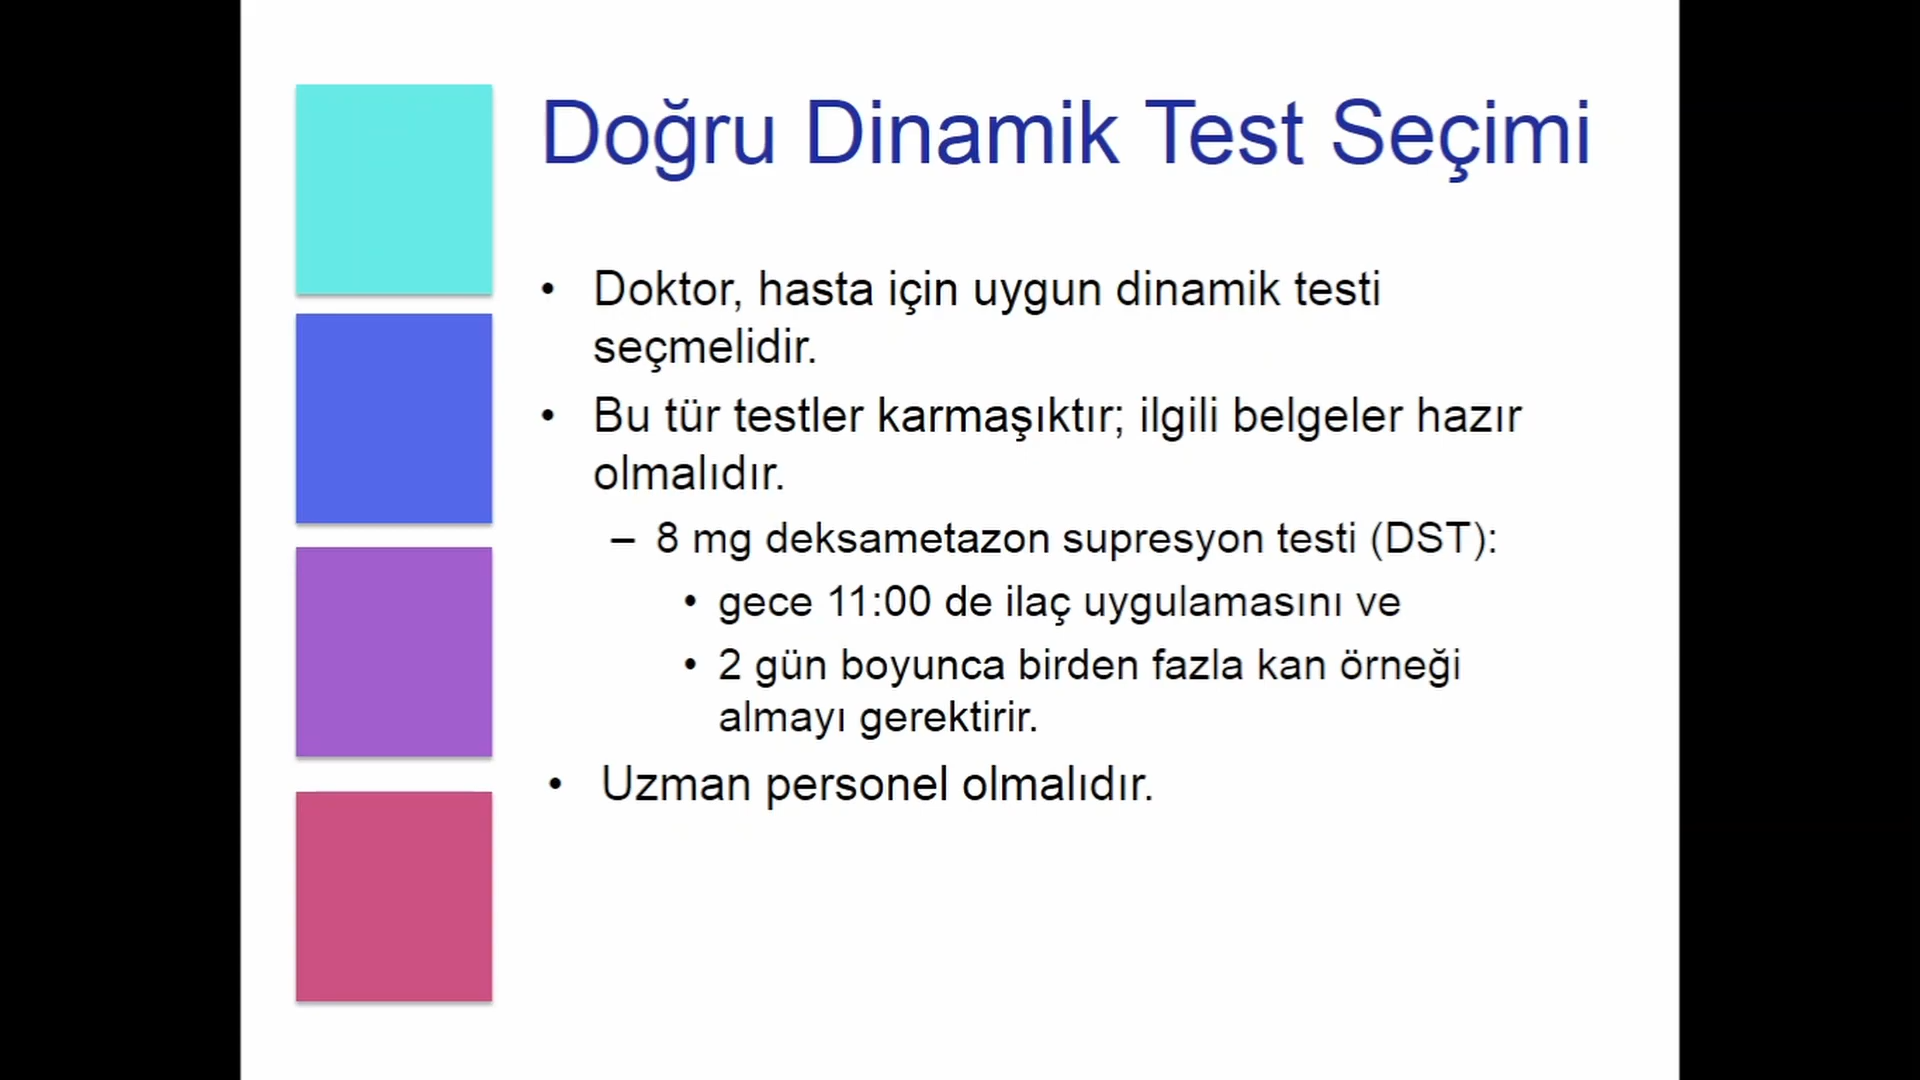 Doğru Dinamik Test Seçimi
• Doktor, hasta için uygun dinamik testi
seçmelidir.
• Bu tür testler karmaşıktır; ilgili belgeler hazır
olmalıdır.
– 8 mg deksametazon supresyon testi (DST):
• gece 11:00 de ilaç uygulamasını ve
• 2 gün boyunca birden fazla kan örneği
almayı gerektirir.
• Uzman personel olmalıdır.